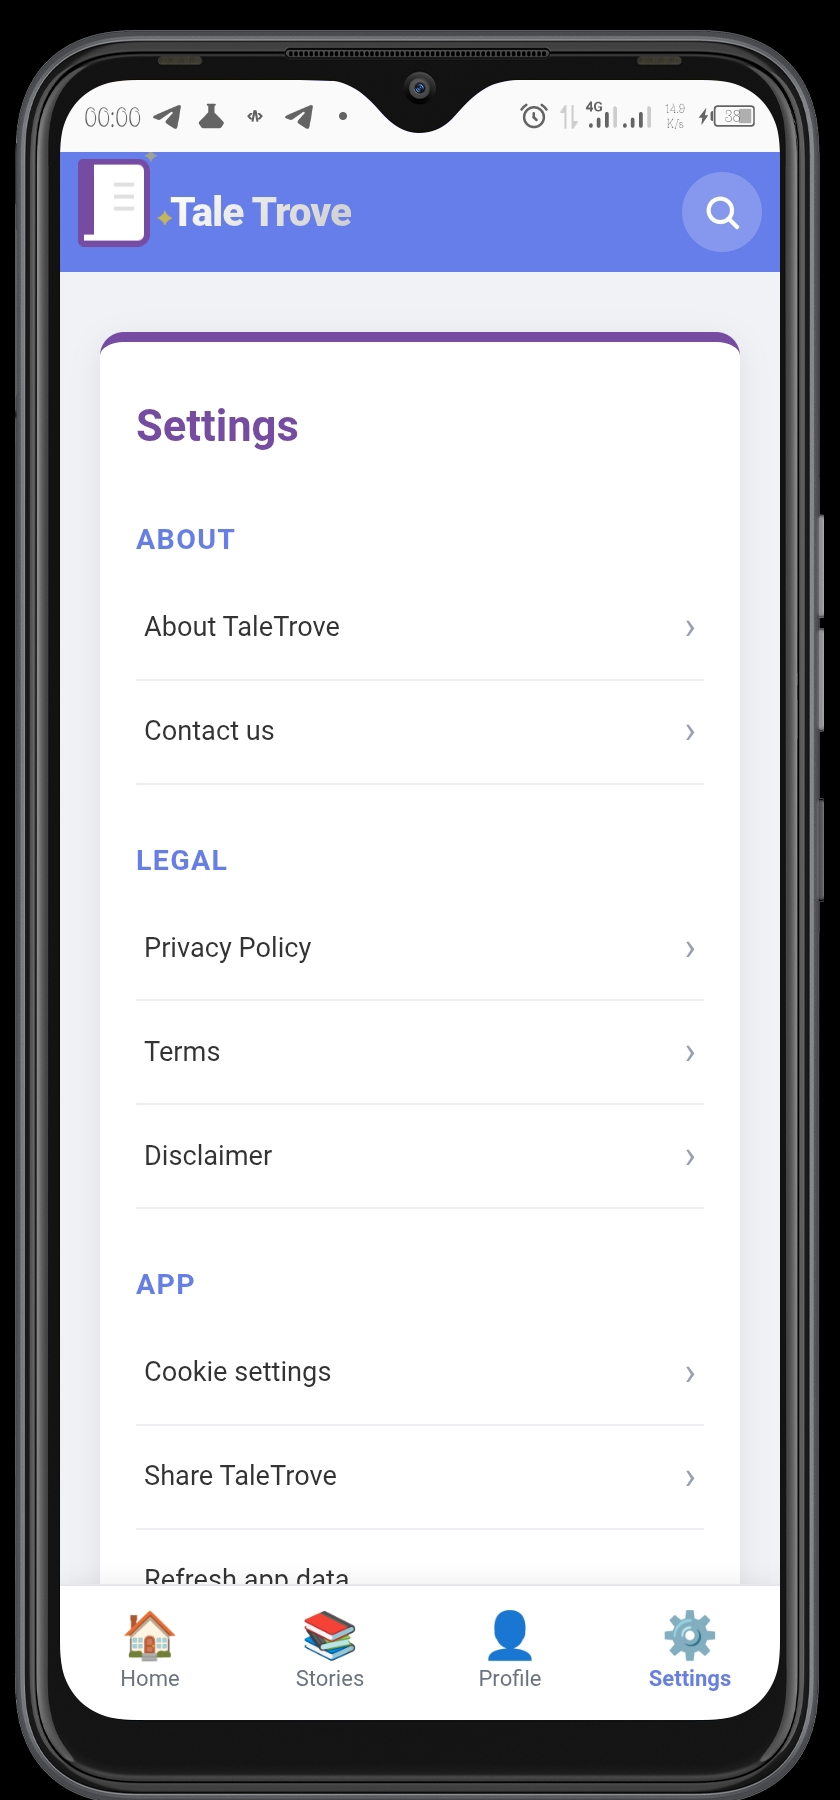 00:00
4G
14.9
K/s
38
Tale Trove
Settings
ABOUT
About TaleTrove
Contact us
LEGAL
Privacy Policy
Terms
Disclaimer
APP
Cookie settings
Share TaleTrove
Refresh app data
Home
Stories
Profile
Settings